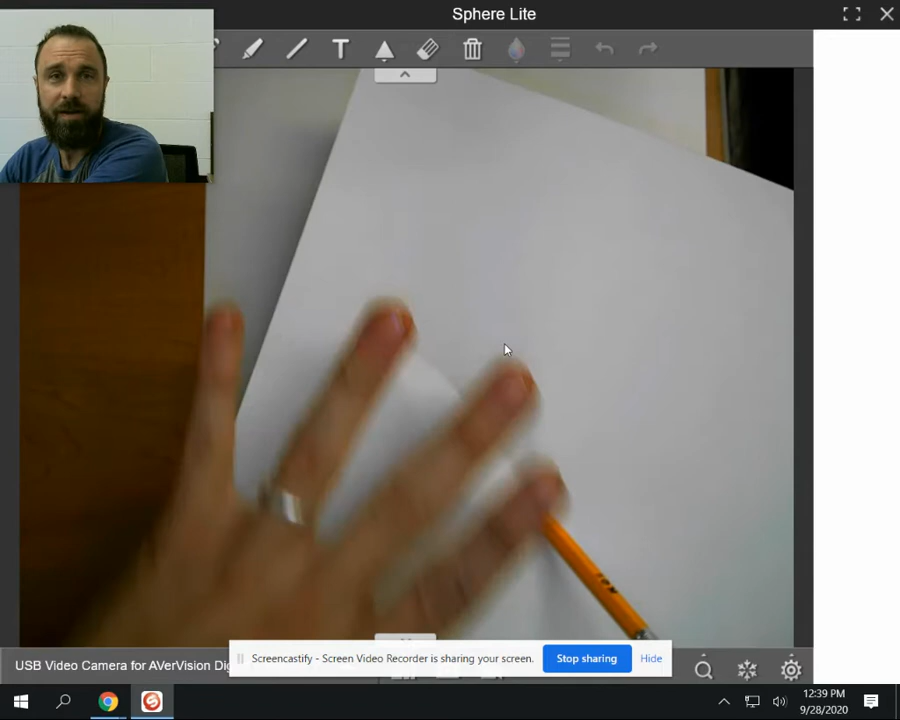 Sphere Lite
T
USB Video Camera for AVerVision Di
Screencastify - Screen Video Recorder is sharing your screen.
Stop sharing
Hide
12:39 PM
9/28/2020